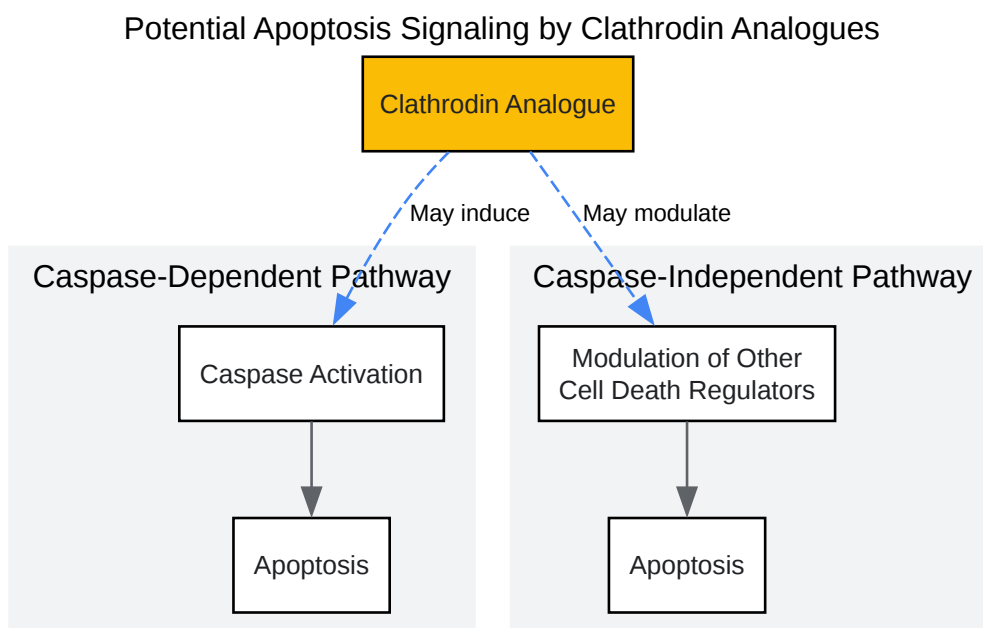 Potential Apoptosis Signaling by Clathrodin Analogues
Clathrodin Analogue
May induce
May modulate
Caspase-Dependent Pathway
Caspase-Independent Pathway
Caspase Activation
Modulation of Other
Cell Death Regulators
Apoptosis
Apoptosis